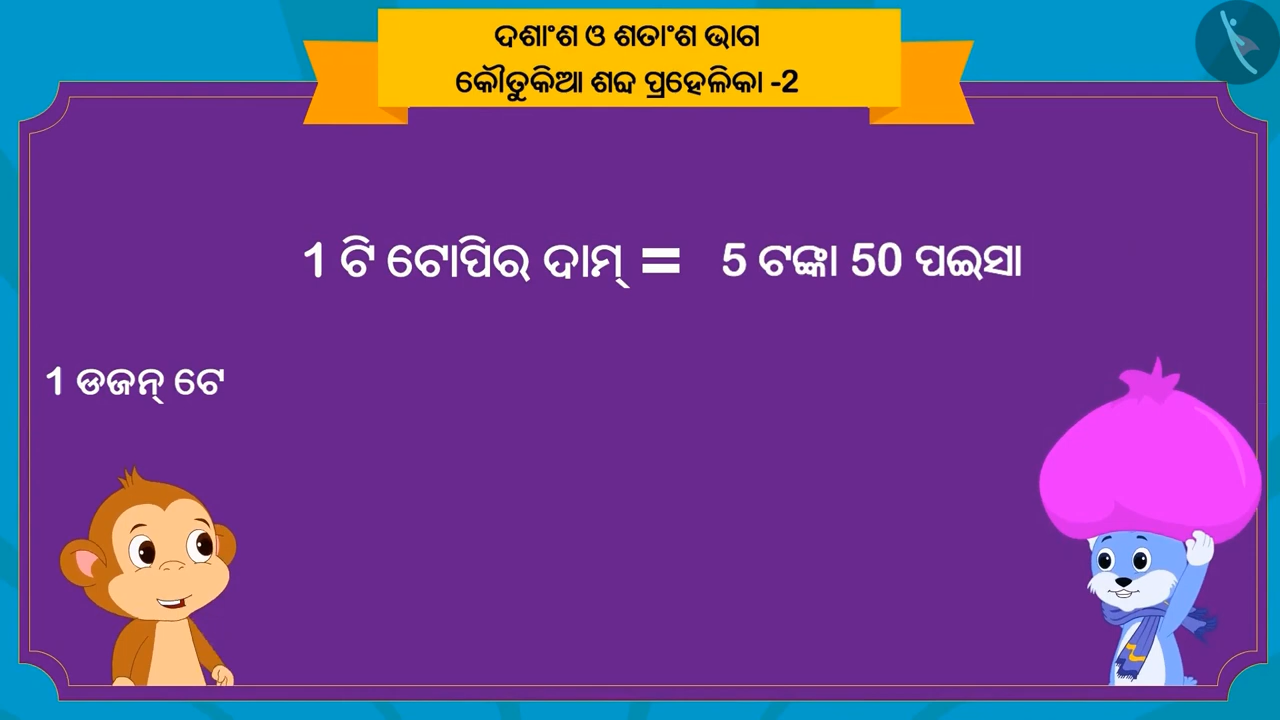 ଦଶାଂଶ ଓ ଶତାଂଶ ଭାଗ
କୌତୁକିଆ ଶବ୍ଦ ପ୍ରହେଳିକା -2
1 ଟି ଟୋପିର୍ ଦାମ୍ = 5 ଟଙ୍କା 50 ପଇସା
1 ଡଜନ୍ ଟେ